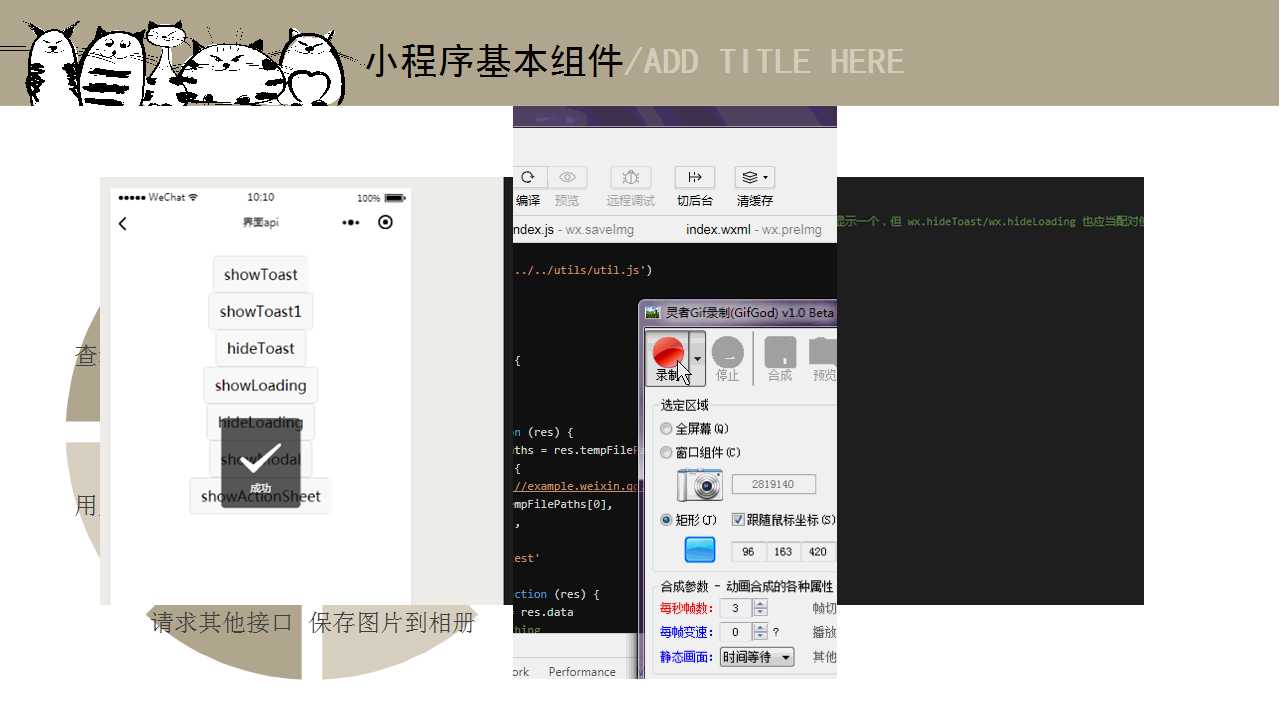 小程序基本组件/ADD TITLE HERE
WeChat 10:10 100%
界面api
showToast
showToast1
hideToast
showLoading
hideLoading
showModal
成功
showActionSheet
查
用
请求其他接口 保存图片到相册
编译 预览 远程调试 切后台 清缓存
ndex.js - wx.saveImg index.wxml - wx.preImg
../../utils/util.js')
{
n (res) {
ths = res.tempFileP
{
//example.weixin.qq.
mpFilePaths[0],
,
est'
ction (res) {
res.data
hing
ork Performance
灵者Gif录制(GifGod) v1.0 Beta
录制 停止 合成 预览
选定区域
全屏幕(Q)
窗口组件(C)
2819140
矩形(J) 跟随鼠标坐标(S)
96 163 420
合成参数 - 动画合成的各种属性
每秒帧数: 3 帧切
每帧变速: 0 ? 播放
静态画面: 时间等待 其他
显示一个，但 wx.hideToast/wx.hideLoading 也应当配对使